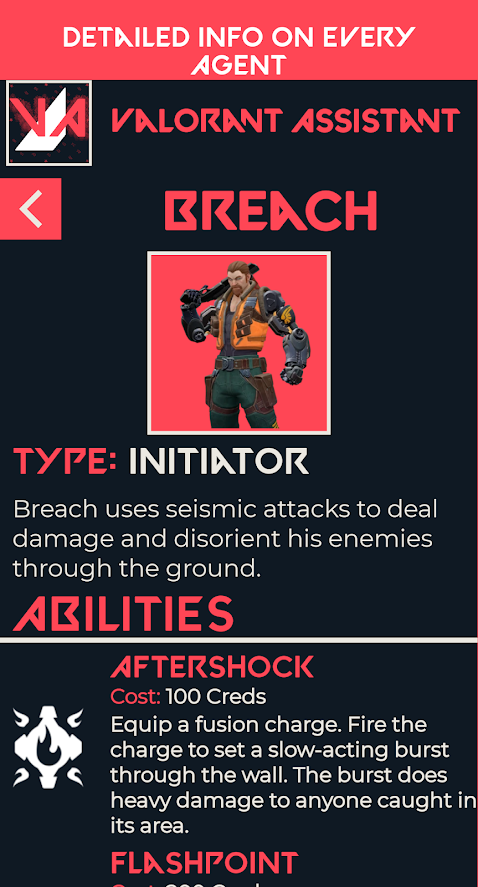 DETAILED INFO ON EVERY
AGENT
VA
VALORANT ASSISTANT
BREACH
TYPE: INITIATOR
Breach uses seismic attacks to deal
damage and disorient his enemies
through the ground.
ABILITIES
AFTERSHOCK
Cost: 100 Creds
Equip a fusion charge. Fire the
charge to set a slow-acting burst
through the wall. The burst does
heavy damage to anyone caught in
its area.
FLASHPOINT